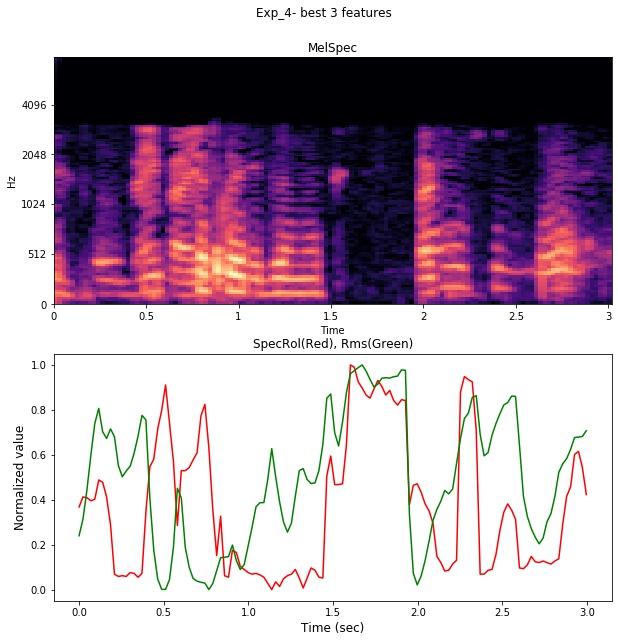 Exp_4- best 3 features
MelSpec
4096
2048
1024
512
0
Hz
0 0.5 1 1.5 2 2.5 3
Time
SpecRol(Red), Rms(Green)
1.0
0.8
0.6
0.4
0.2
0.0
Normalized value
0.0 0.5 1.0 1.5 2.0 2.5 3.0
Time (sec)